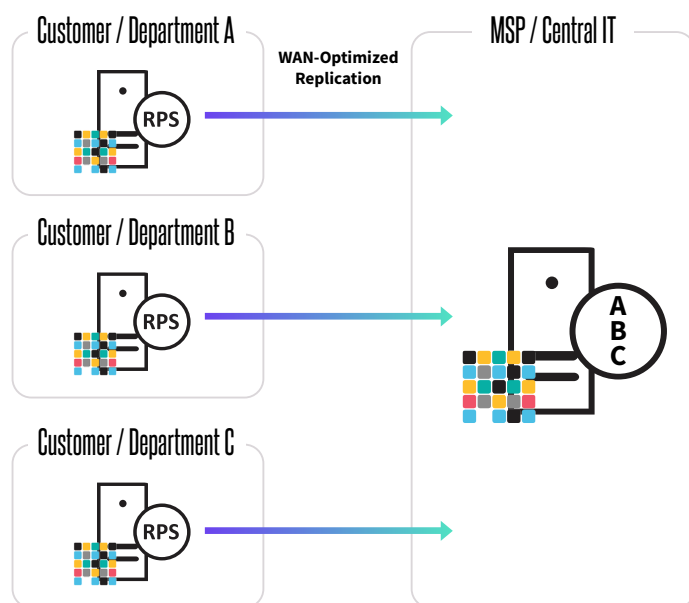 Customer / Department A
WAN-Optimized
Replication
MSP / Central IT
RPS
Customer / Department B
RPS
A
B
C
Customer / Department C
RPS